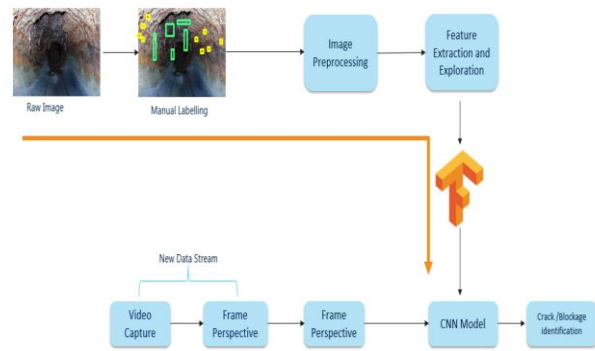 Raw Image
Manual Labelling
Image
Preprocessing
Feature
Extraction and
Exploration
New Data Stream
Video
Capture
Frame
Perspective
Frame
Perspective
CNN Model
Crack /Blockage
identification